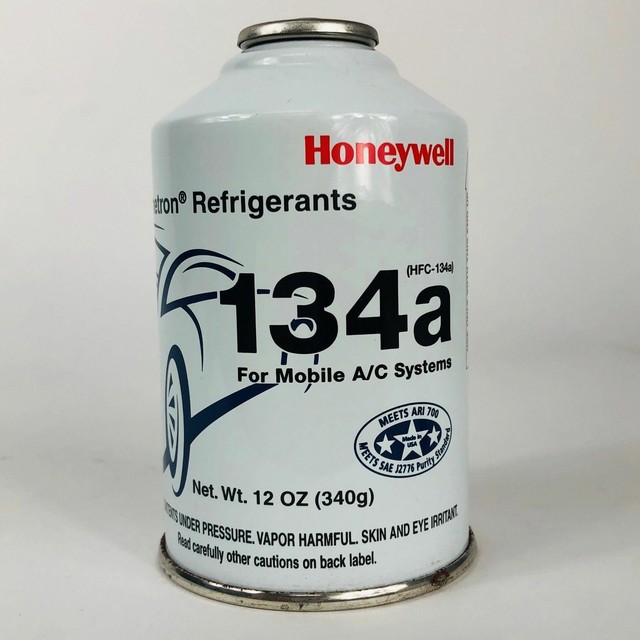 Honeywell
etron® Refrigerants
(HFC-134a)
134a
For Mobile A/C Systems
MEETS ARI 700
Made in
USA
MEETS SAE J2776 Purity Standard
Net. Wt. 12 OZ (340g)
ENTS UNDER PRESSURE. VAPOR HARMFUL. SKIN AND EYE IRRITANT.
Read carefully other cautions on back label.